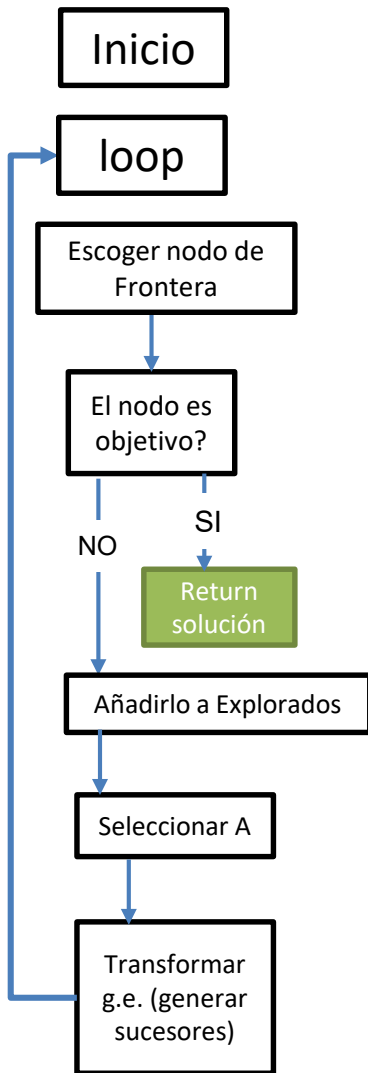 Inicio
loop
Escoger nodo de
Frontera
El nodo es
objetivo?
SI
NO
Return
solución
Añadirlo a Explorados
Seleccionar A
Transformar
g.e. (generar
sucesores)